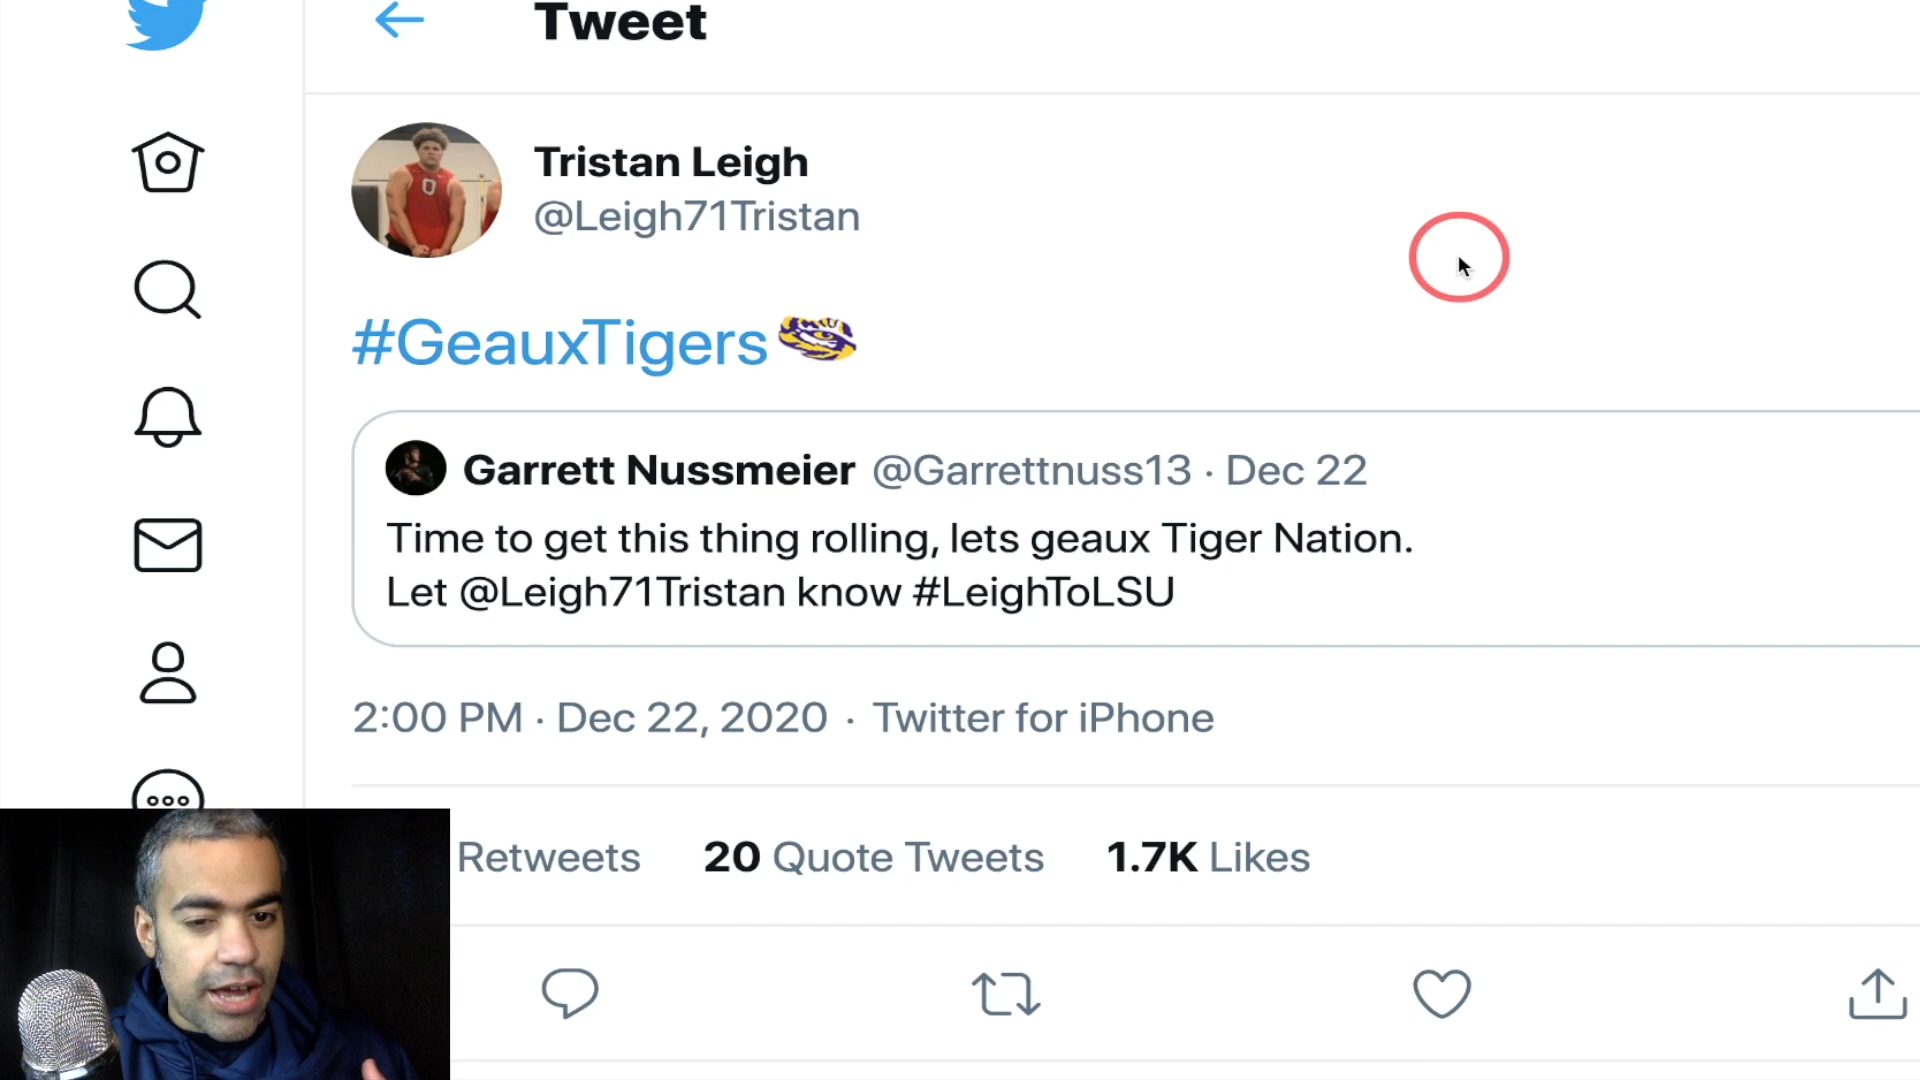 Tweet
Tristan Leigh
@Leigh71Tristan
#GeauxTigers
Garrett Nussmeier @Garrettnuss13 · Dec 22
Time to get this thing rolling, lets geaux Tiger Nation.
Let @Leigh71Tristan know #LeighToLSU
2:00 PM · Dec 22, 2020 · Twitter for iPhone
Retweets 20 Quote Tweets 1.7K Likes